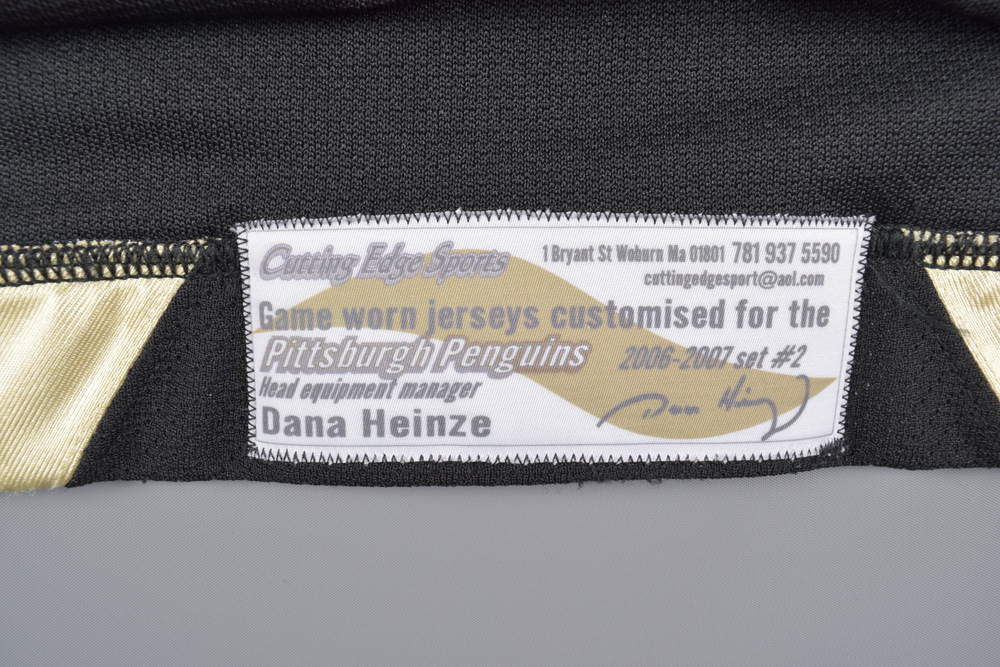 Cutting Edge Sports 1 Bryant St Woburn Ma 01801 781 937 5590
cuttingedgesport@aol.com
Game worn jerseys customised for the
Pittsburgh Penguins 2006-2007 set #2
Head equipment manager
Dana Heinze